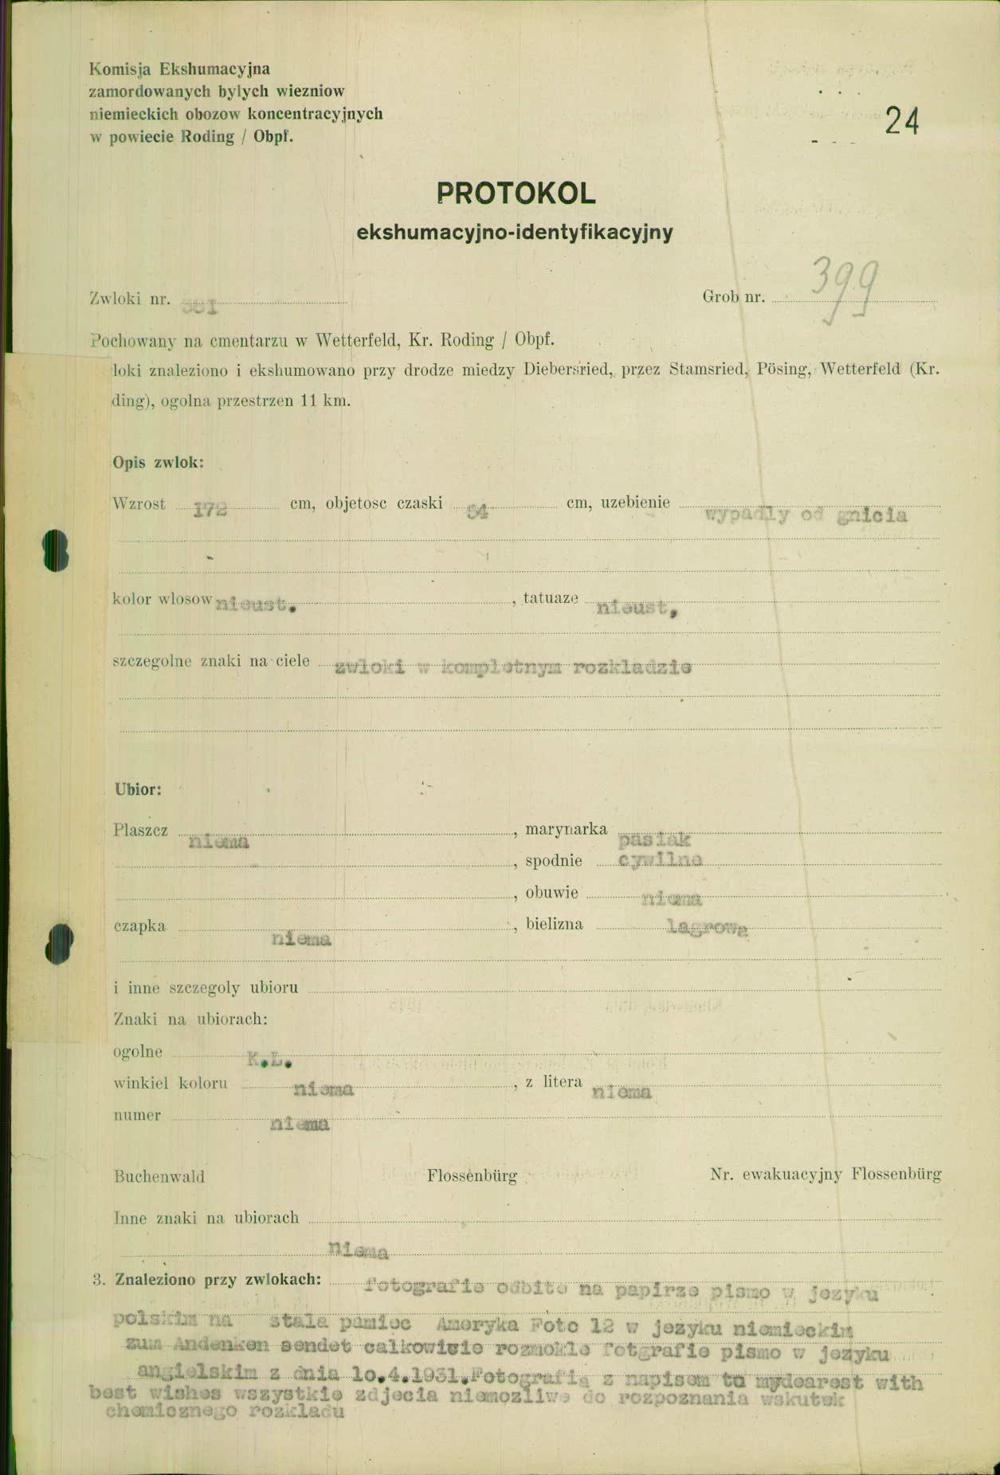 Komisja Ekshumacyjna
zamordowanych bylych wiezniow
niemieckich obozow koncentracyjnych
w powiecie Roding / Obpf.
24
PROTOKOL
ekshumacyjno-identyfikacyjny
Zwloki nr. Grob nr. 399
Pochowany na cmentarzu w Wetterfeld, Kr. Roding / Obpf.
loki znaleziono i ekshumowano przy drodze miedzy Diebersried, przez Stamsried, Pösing, Wetterfeld (Kr.
ding), ogolna przestrzen 11 km.
Opis zwlok:
Wzrost 172 cm, objetosc czaski 54 cm, uzebienie wypadly od gnicia
kolor wlosow nieust. , tatuaze nieust,
szczegolne znaki na ciele zwloki w kompletnym rozkladzie
Ubior:
Plaszcz niema , marynarka pasiak
, spodnie cywilne
, obuwie niema
czapka niema , bielizna lagrowa
i inne szczegoly ubioru
Znaki na ubiorach:
ogolne K.L.
winkiel koloru niema , z litera niema
numer niema
Buchenwald Flossenbürg Nr. ewakuacyjny Flossenbürg
Inne znaki na ubiorach
niema
3. Znaleziono przy zwlokach: fotografie odbite na papirze pismo w jezyku
polskim na stala pamiec Ameryka Foto 12 w jezyku niemieckim
zum Andenken sendet calkowicie rozmokle fotgrafie pismo w jezyku
angielskim z dnia 10.4.1931. Fotografia z napisem to mydearest with
best wishes wszystkie zdjecia niemozliwe do rozpoznania wskutek
chemicznego rozkladu